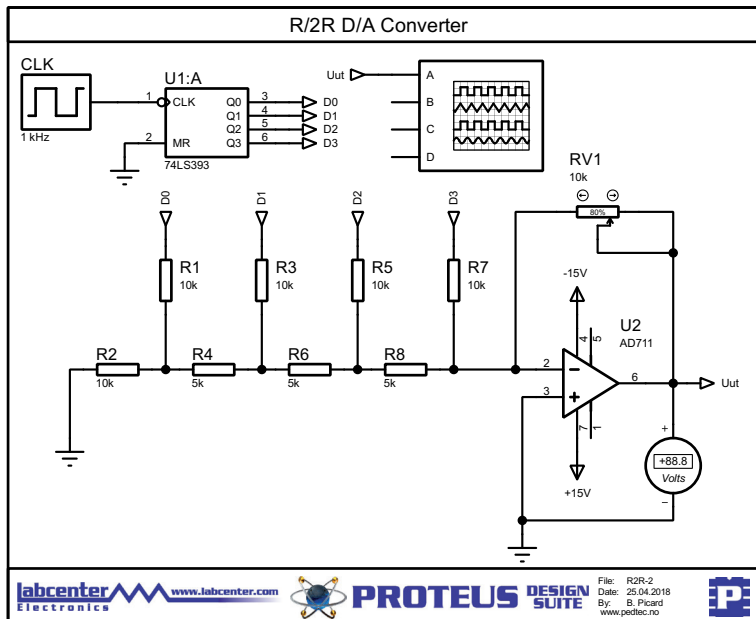 R/2R D/A Converter
CLK
1 kHz
U1:A
1
CLK
2
MR
Q0
3
D0
Q1
4
D1
Q2
5
D2
Q3
6
D3
74LS393
Uut
A
B
C
D
RV1
10k
80%
D0
D1
D2
D3
R1
10k
R3
10k
R5
10k
R7
10k
R2
10k
R4
5k
R6
5k
R8
5k
-15V
4
5
U2
AD711
2
3
6
7
1
+15V
Uut
+
+88.8
Volts
−
labcenter
Electronics
www.labcenter.com
PROTEUS DESIGN SUITE
File: R2R-2
Date: 25.04.2018
By: B. Picard
www.pedtec.no
P